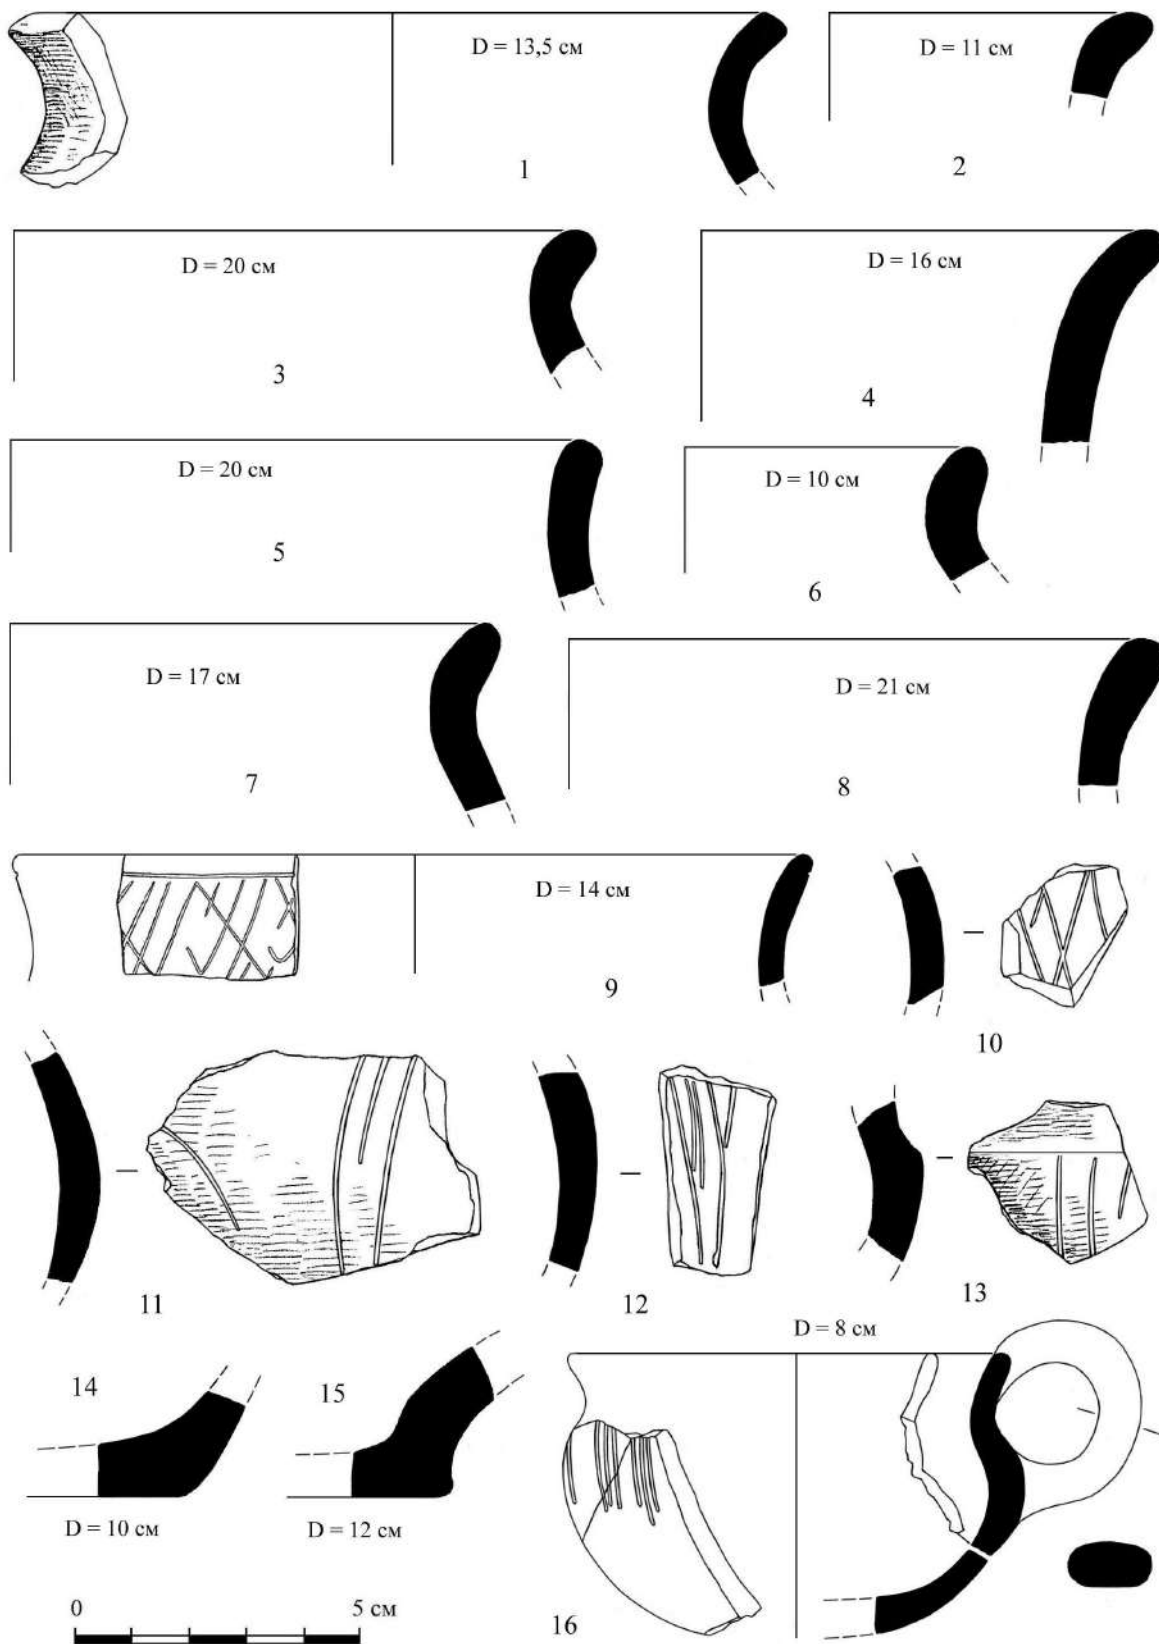 D = 13,5 см
D = 11 см
1
2
D = 20 см
D = 16 см
3
4
D = 20 см
D = 10 см
5
6
D = 17 см
D = 21 см
7
8
D = 14 см
9
10
11
12
13
D = 8 см
14
15
D = 10 см
D = 12 см
0 5 см
16